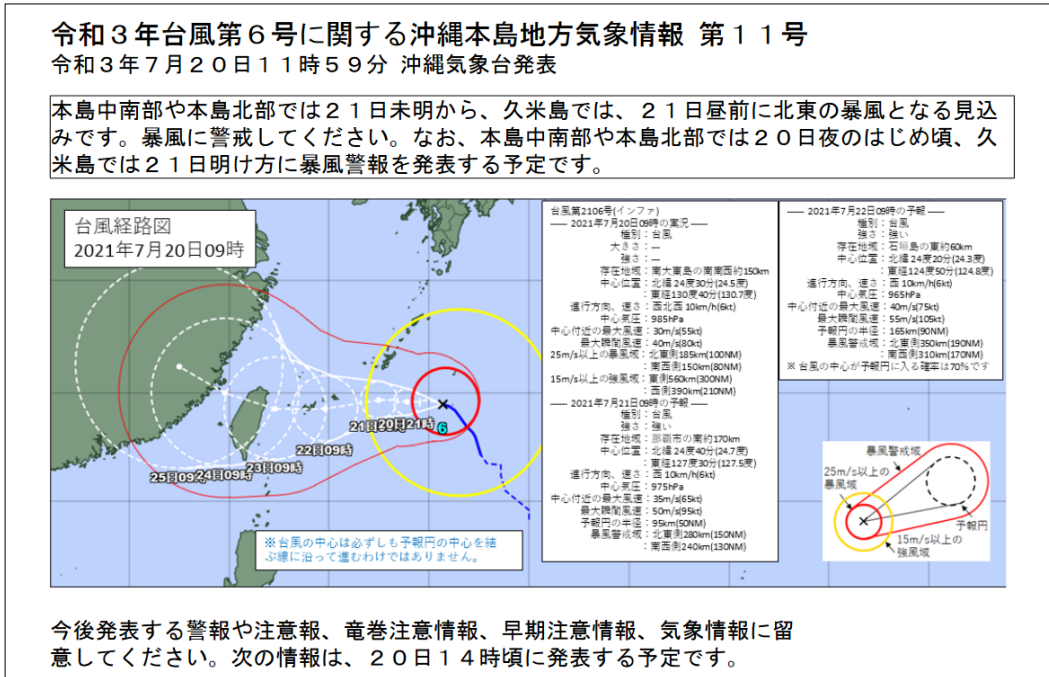 令和３年台風第６号に関する沖縄本島地方気象情報 第１１号
令和３年７月２０日１１時５９分 沖縄気象台発表
本島中南部や本島北部では２１日未明から、久米島では、２１日昼前に北東の暴風となる見込
みです。暴風に警戒してください。なお、本島中南部や本島北部では２０日夜のはじめ頃、久
米島では２１日明け方に暴風警報を発表する予定です。
台風経路図
2021年7月20日09時
21日09時
20日21時
6
22日09時
23日09時
24日09時
25日09時
※台風の中心は必ずしも予報円の中心を結
ぶ線に沿って進むわけではありません。
台風第2106号(インファ)
----- 2021年7月20日09時の実況 -----
種別：台風
大きさ：---
強さ：---
存在地域：南大東島の南南西約150km
中心位置：北緯 24度30分(24.5度)
：東経130度40分(130.7度)
進行方向、速さ：西北西 10km/h(6kt)
中心気圧：985hPa
中心付近の最大風速：30m/s(55kt)
最大瞬間風速：40m/s(80kt)
25m/s以上の暴風域：北東側185km(100NM)
：南西側150km(80NM)
15m/s以上の強風域：東側560km(300NM)
：西側390km(210NM)
----- 2021年7月21日09時の予報 -----
種別：台風
強さ：強い
存在地域：那覇市の南約170km
中心位置：北緯 24度40分(24.7度)
：東経127度30分(127.5度)
進行方向、速さ：西 10km/h(6kt)
中心気圧：975hPa
中心付近の最大風速：35m/s(65kt)
最大瞬間風速：50m/s(95kt)
予報円の半径：95km(50NM)
暴風警戒域：北東側280km(150NM)
：南西側240km(130NM)
----- 2021年7月22日09時の予報 -----
種別：台風
強さ：強い
存在地域：石垣島の東約60km
中心位置：北緯 24度20分(24.3度)
：東経124度50分(124.8度)
進行方向、速さ：西 10km/h(6kt)
中心気圧：965hPa
中心付近の最大風速：40m/s(75kt)
最大瞬間風速：55m/s(105kt)
予報円の半径：165km(90NM)
暴風警戒域：北東側350km(190NM)
：南西側310km(170NM)
※ 台風の中心が予報円に入る確率は70%です
暴風警戒域
25m/s以上の
暴風域
予報円
15m/s以上の
強風域
今後発表する警報や注意報、竜巻注意情報、早期注意情報、気象情報に留
意してください。次の情報は、２０日１４時頃に発表する予定です。